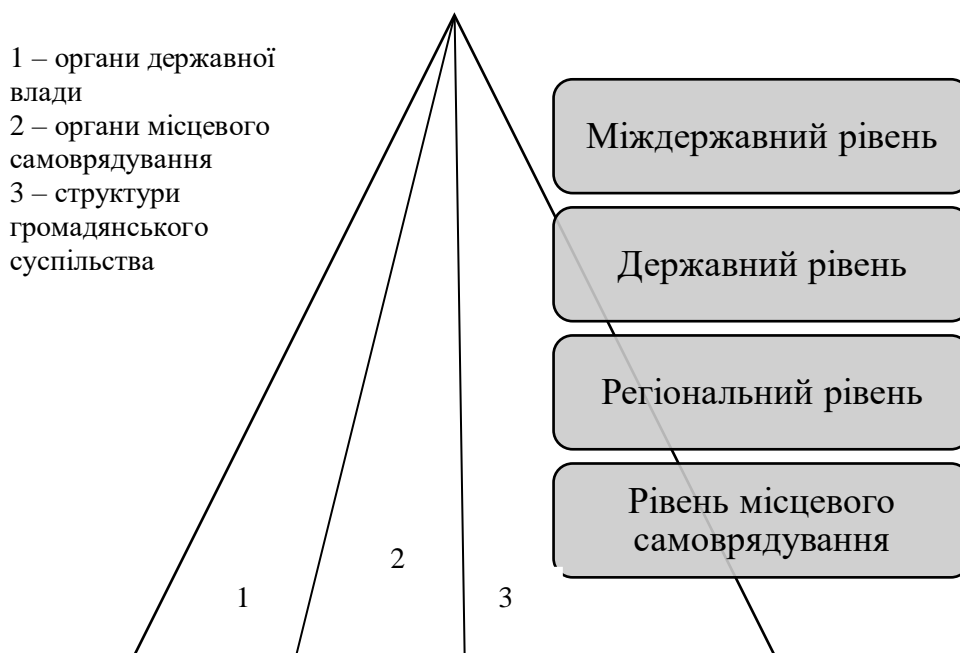 1 – органи державної
влади
2 – органи місцевого
самоврядування
3 – структури
громадянського
суспільства
Міждержавний рівень
Державний рівень
Регіональний рівень
Рівень місцевого
самоврядування
1
2
3